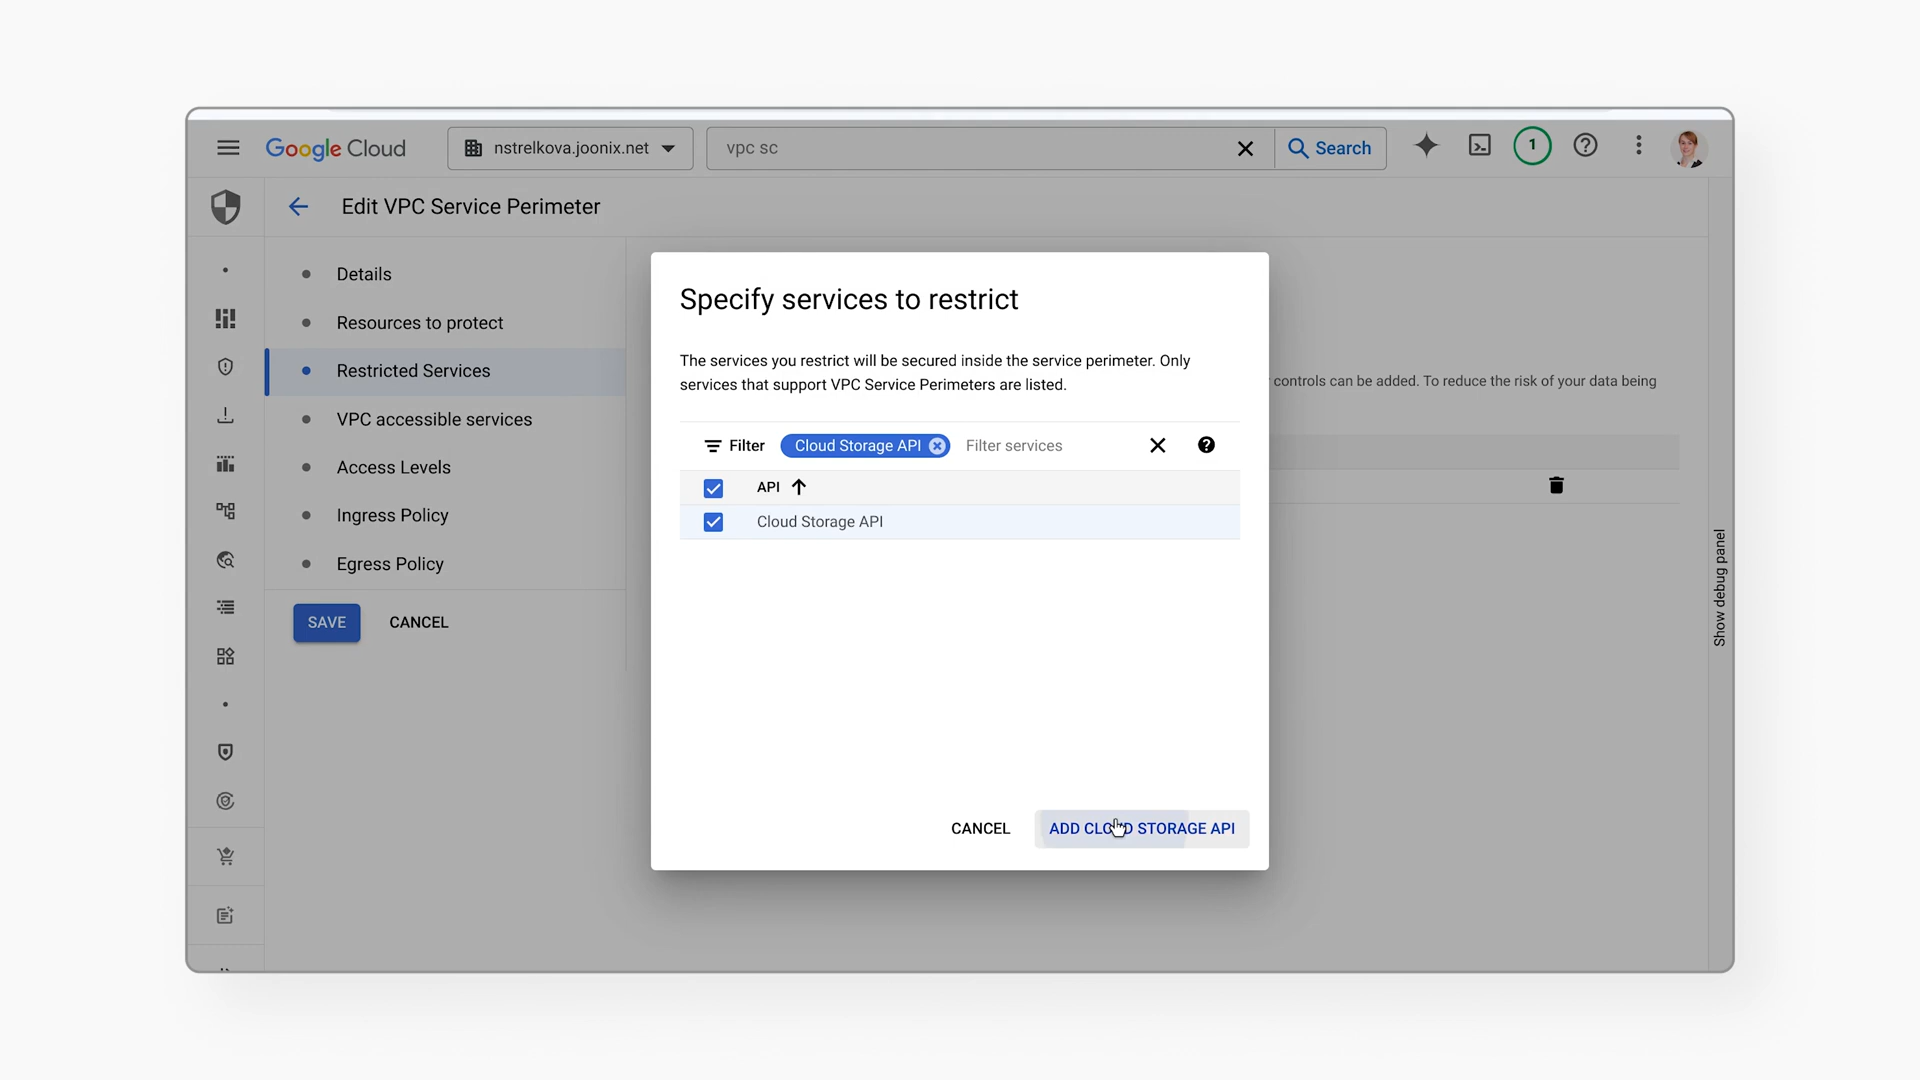 Google Cloud
nstrelkova.joonix.net
vpc sc
Search
1
Edit VPC Service Perimeter
Details
Resources to protect
Restricted Services
VPC accessible services
Access Levels
Ingress Policy
Egress Policy
SAVE
CANCEL
Specify services to restrict
The services you restrict will be secured inside the service perimeter. Only
services that support VPC Service Perimeters are listed.
Filter
Cloud Storage API
Filter services
API
Cloud Storage API
CANCEL
ADD CLOUD STORAGE API
controls can be added. To reduce the risk of your data being
Show debug panel